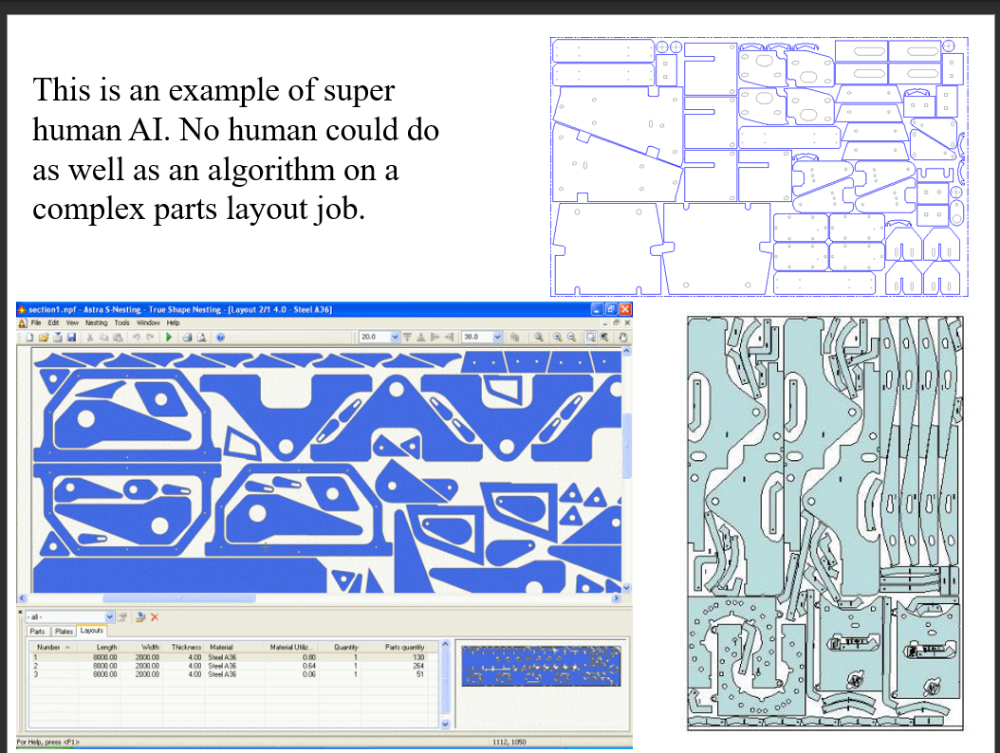 This is an example of super
human AI. No human could do
as well as an algorithm on a
complex parts layout job.
section1.npf - Astra S-Nesting - True Shape Nesting - [Layout 2/1 4.0 - Steel A36]
File Edit View Nesting Tools Window Help
20.0 30.0
- all -
Parts Plates Layouts
Number Length Width Thickness Material Material Utiliz... Quantity Parts quantity
1 8000.00 2000.00 4.00 Steel A36 0.80 1 130
2 8000.00 2000.00 4.00 Steel A36 0.64 1 264
3 8000.00 2000.00 4.00 Steel A36 0.06 1 51
For Help, press <F1> 1112, 1050